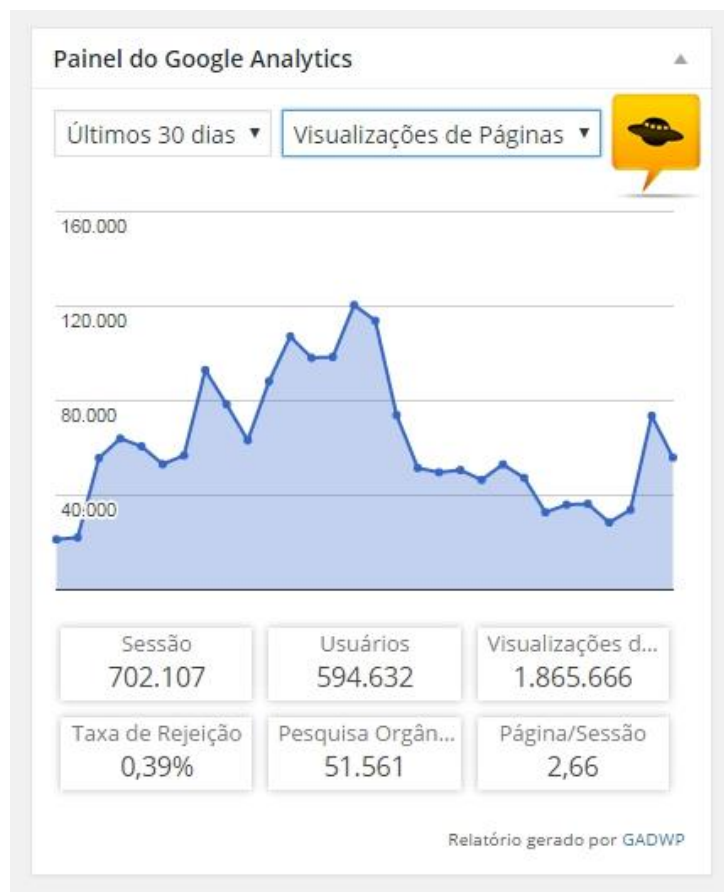 Painel do Google Analytics
Últimos 30 dias
Visualizações de Páginas
160.000
120.000
80.000
40.000
Sessão
702.107
Usuários
594.632
Visualizações d...
1.865.666
Taxa de Rejeição
0,39%
Pesquisa Orgân...
51.561
Página/Sessão
2,66
Relatório gerado por GADWP